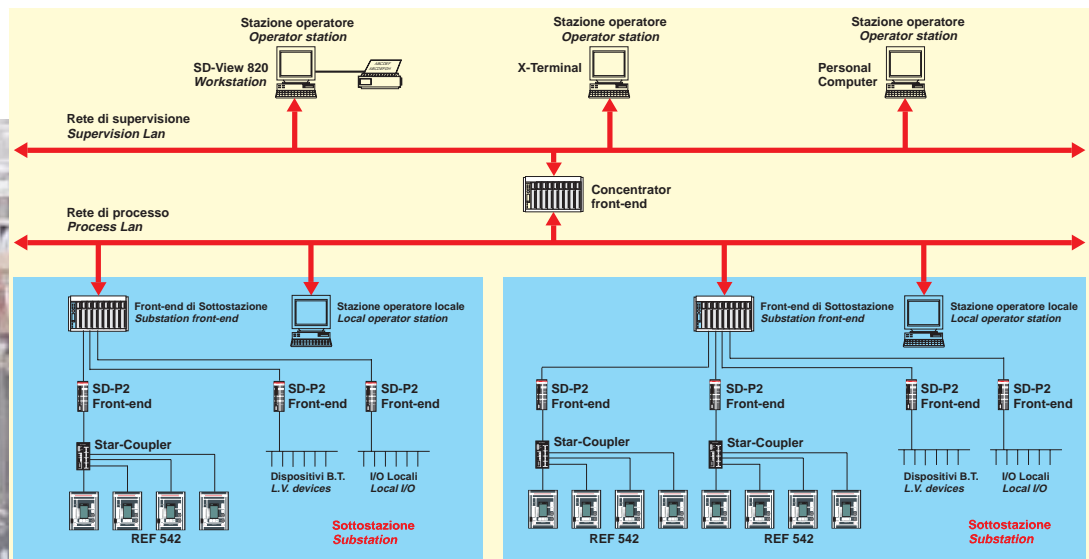 Stazione operatore
Operator station
SD-View 820
Workstation
Stazione operatore
Operator station
X-Terminal
Stazione operatore
Operator station
Personal
Computer
Rete di supervisione
Supervision Lan
Concentrator
front-end
Rete di processo
Process Lan
Front-end di Sottostazione
Substation front-end
Stazione operatore locale
Local operator station
SD-P2
Front-end
SD-P2
Front-end
SD-P2
Front-end
Star-Coupler
Dispositivi B.T.
L.V. devices
I/O Locali
Local I/O
REF 542
Sottostazione
Substation
Front-end di Sottostazione
Substation front-end
Stazione operatore locale
Local operator station
SD-P2
Front-end
SD-P2
Front-end
SD-P2
Front-end
SD-P2
Front-end
Star-Coupler
Star-Coupler
Dispositivi B.T.
L.V. devices
I/O Locali
Local I/O
REF 542
REF 542
Sottostazione
Substation